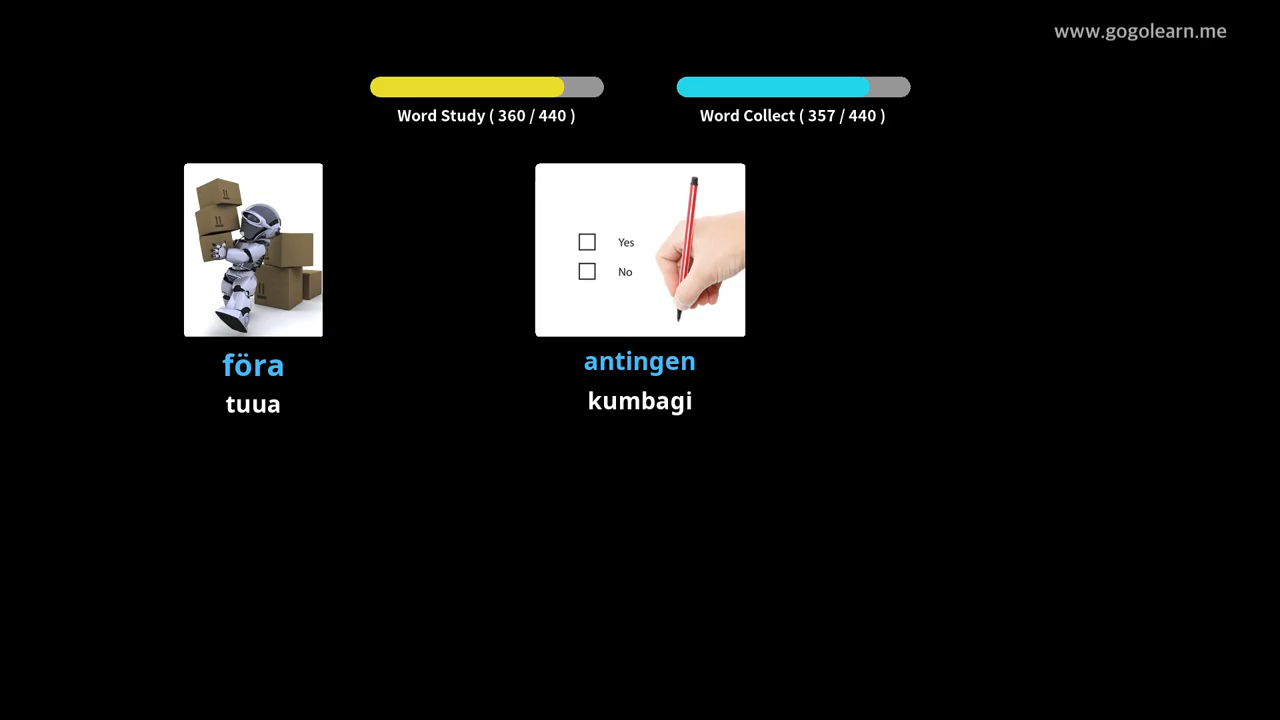 www.gogolearn.me
Word Study ( 360 / 440 )
Word Collect ( 357 / 440 )
Yes
No
föra
tuua
antingen
kumbagi